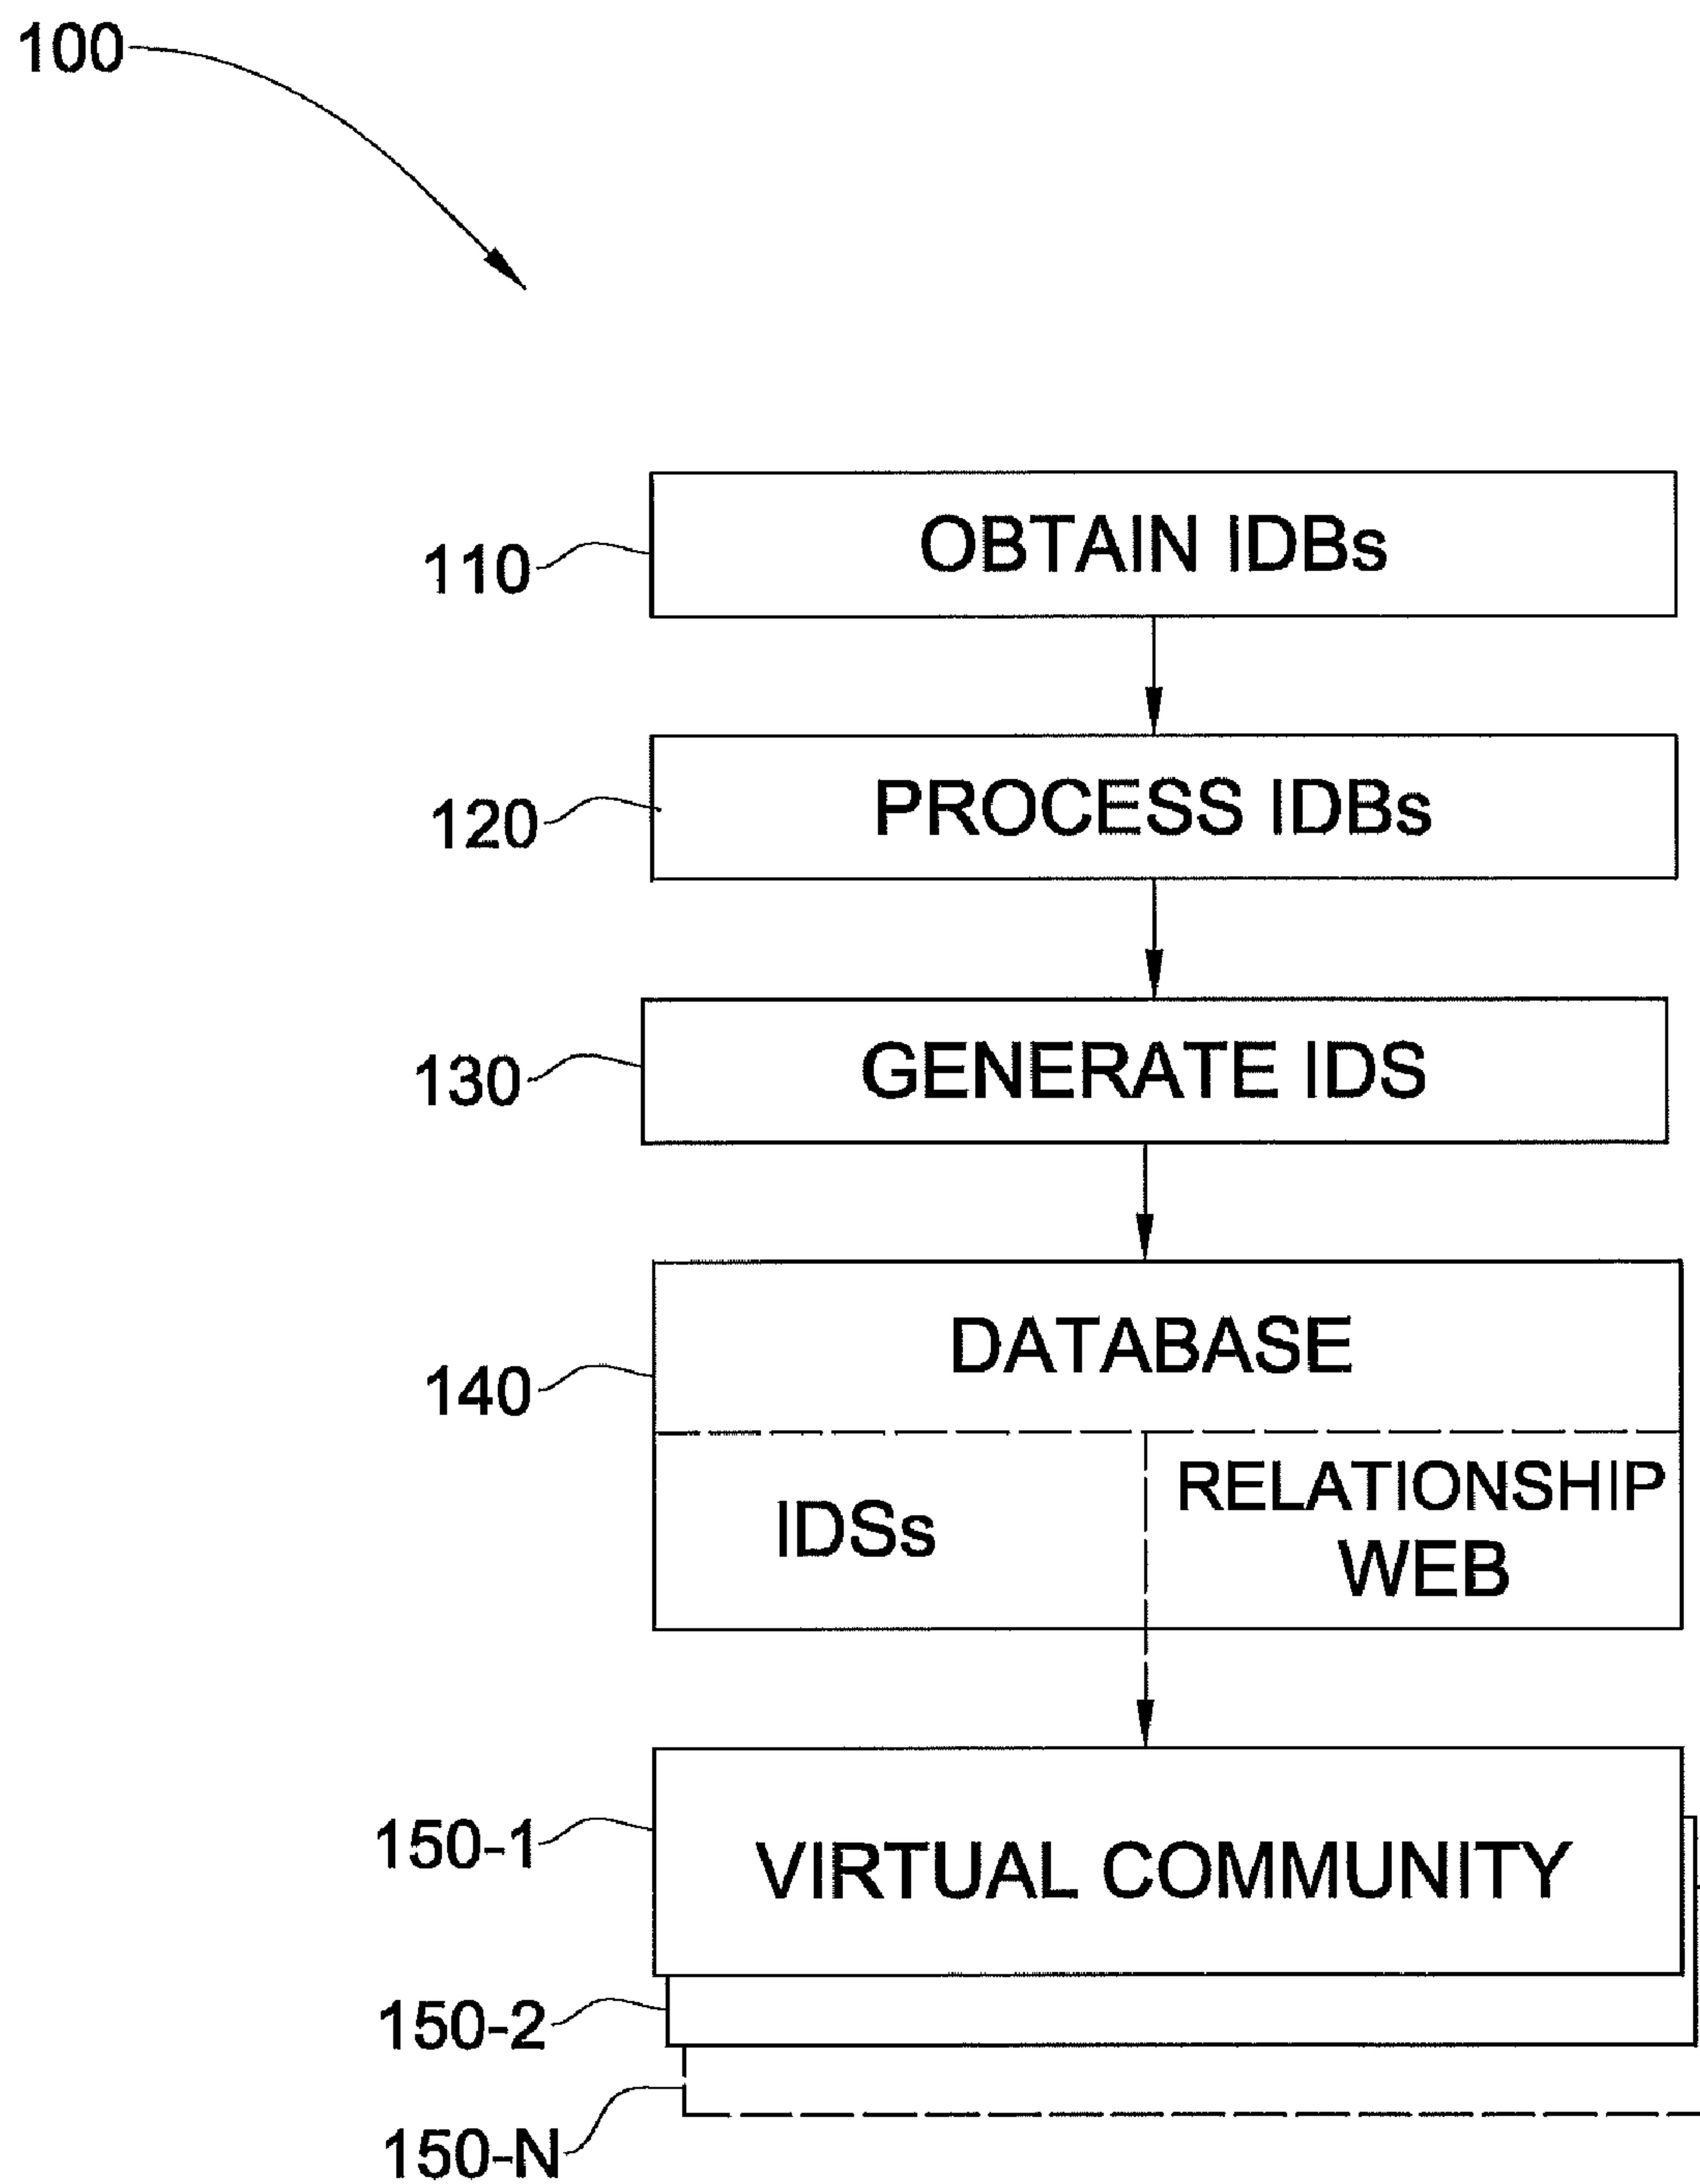 100
110
OBTAIN IDBs
120
PROCESS IDBs
130
GENERATE IDS
140
DATABASE
IDSs
RELATIONSHIP
WEB
150-1
VIRTUAL COMMUNITY
150-2
150-N